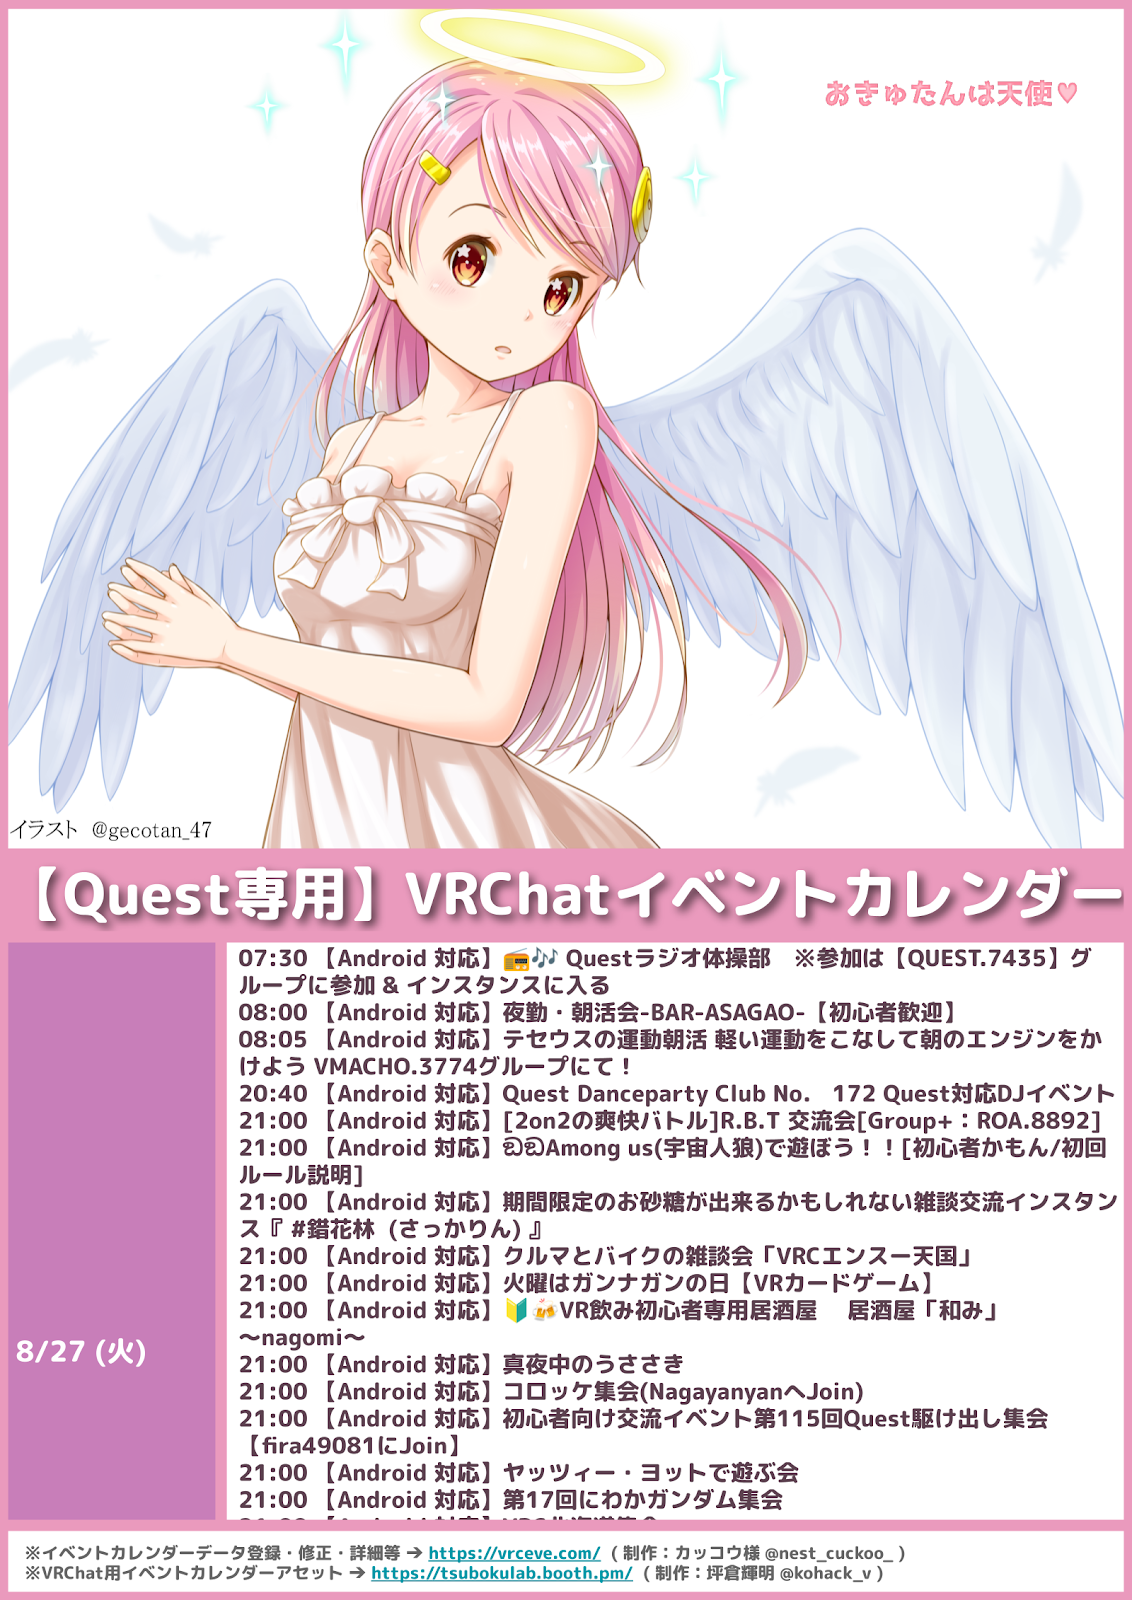 おきゅたんは天使♥
イラスト @gecotan_47
【Quest専用】VRChatイベントカレンダー
8/27 (火)
07:30 【Android 対応】📻🎶 Questラジオ体操部　※参加は【QUEST.7435】グ
ループに参加 & インスタンスに入る
08:00 【Android 対応】夜勤・朝活会-BAR-ASAGAO-【初心者歓迎】
08:05 【Android 対応】テセウスの運動朝活 軽い運動をこなして朝のエンジンをか
けよう VMACHO.3774グループにて！
20:40 【Android 対応】Quest Danceparty Club No.　172 Quest対応DJイベント
21:00 【Android 対応】[2on2の爽快バトル]R.B.T 交流会[Group+：ROA.8892]
21:00 【Android 対応】ඞඞAmong us(宇宙人狼)で遊ぼう！！[初心者かもん/初回
ルール説明]
21:00 【Android 対応】期間限定のお砂糖が出来るかもしれない雑談交流インスタン
ス『 #錯花林（さっかりん）』
21:00 【Android 対応】クルマとバイクの雑談会「VRCエンスー天国」
21:00 【Android 対応】火曜はガンナガンの日【VRカードゲーム】
21:00 【Android 対応】🔰🍻VR飲み初心者専用居酒屋　 居酒屋「和み」
～nagomi～
21:00 【Android 対応】真夜中のうささき
21:00 【Android 対応】コロッケ集会(NagayanyanへJoin)
21:00 【Android 対応】初心者向け交流イベント第115回Quest駆け出し集会
【fira49081にJoin】
21:00 【Android 対応】ヤッツィー・ヨットで遊ぶ会
21:00 【Android 対応】第17回にわかガンダム集会
※イベントカレンダーデータ登録・修正・詳細等 → https://vrceve.com/ ( 制作：カッコウ様 @nest_cuckoo_ )
※VRChat用イベントカレンダーアセット → https://tsubokulab.booth.pm/ ( 制作：坪倉輝明 @kohack_v )